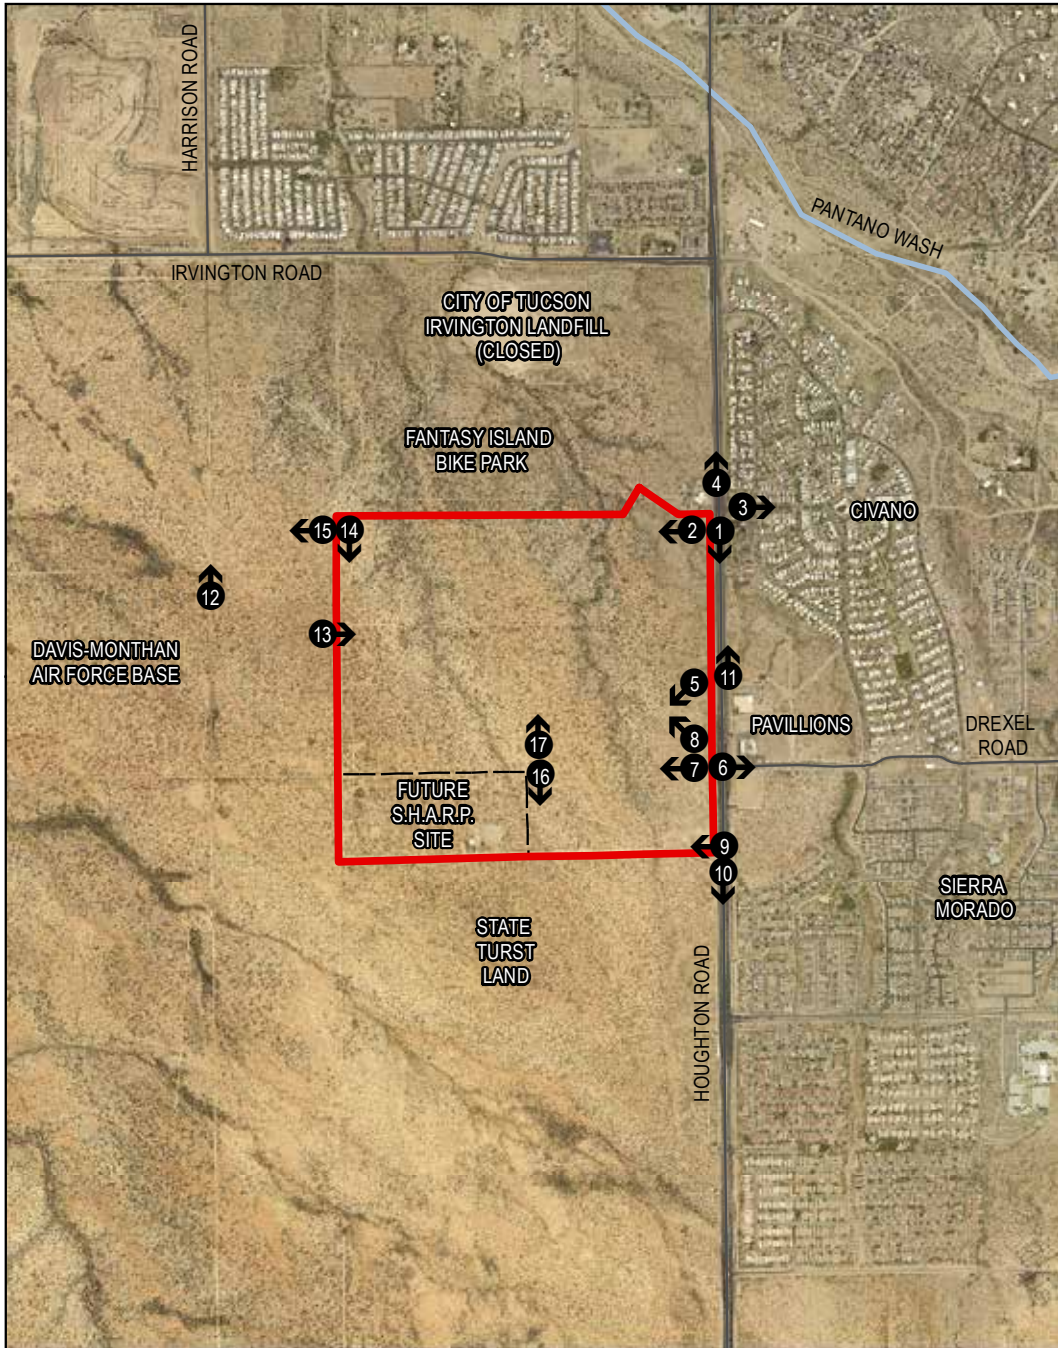 HARRISON ROAD
PANTANO WASH
IRVINGTON ROAD
CITY OF TUCSON
IRVINGTON LANDFILL
(CLOSED)
FANTASY ISLAND
BIKE PARK
4
3
CIVANO
15
14
2
1
12
13
DAVIS-MONTHAN
AIR FORCE BASE
5
11
PAVILLIONS
DREXEL
ROAD
8
17
7
6
16
FUTURE
S.H.A.R.P.
SITE
9
10
SIERRA
MORADO
STATE
TURST
LAND
HOUGHTON ROAD